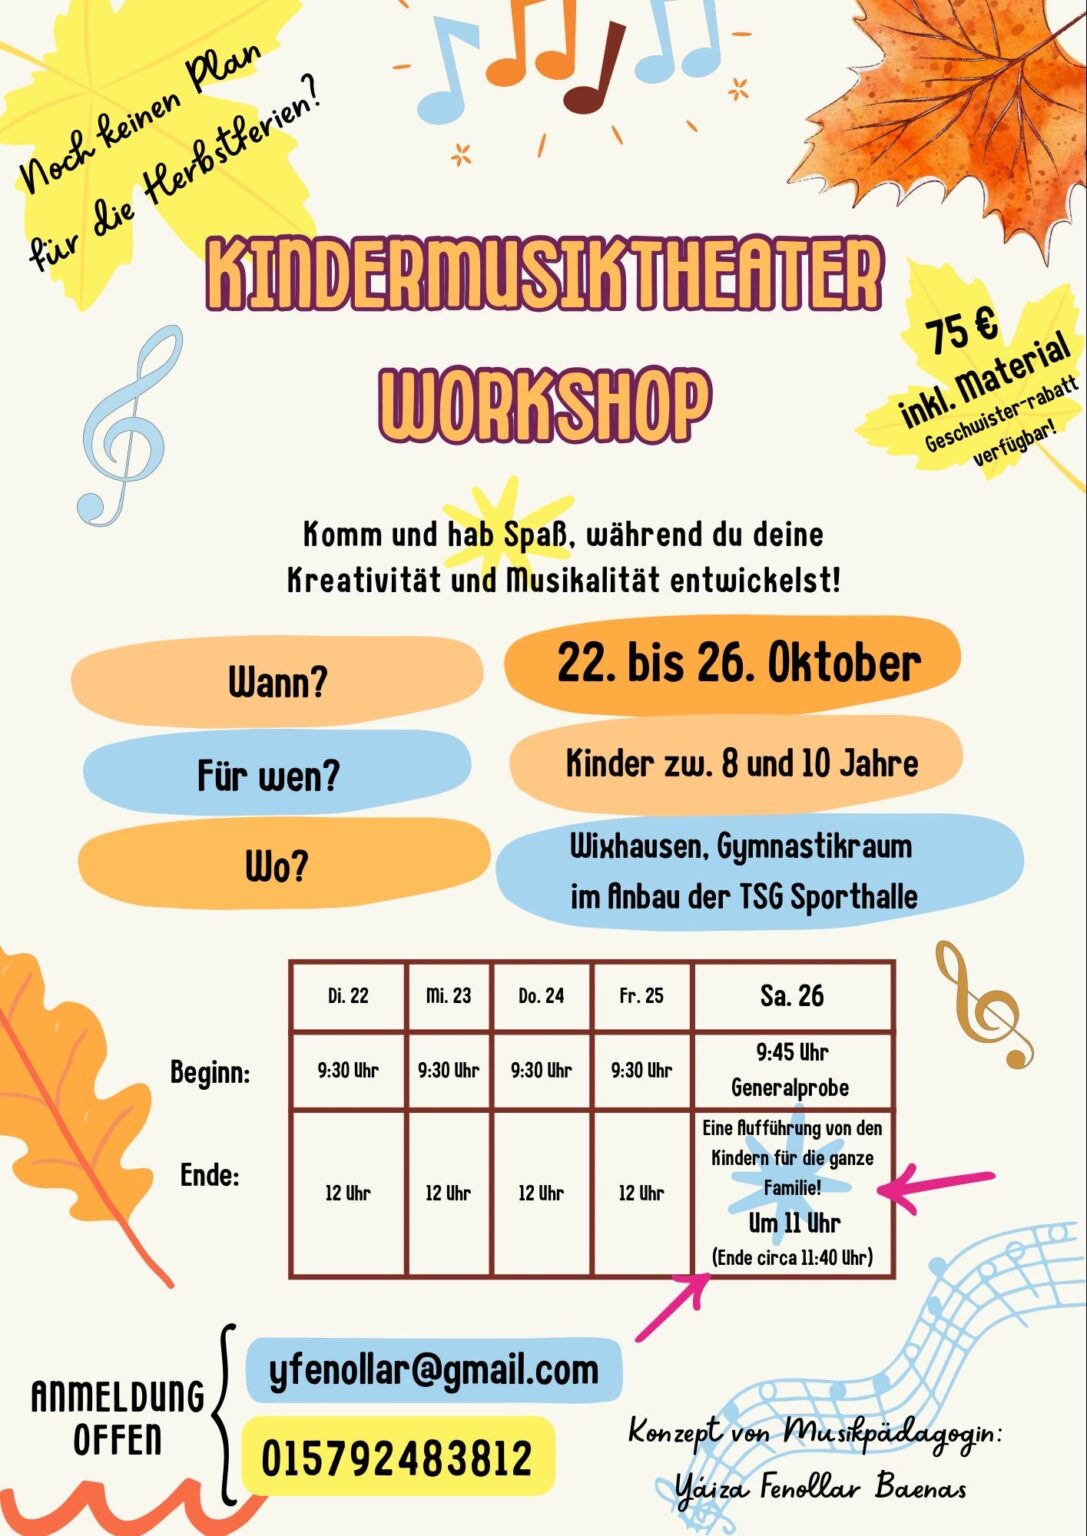 Noch keinen Plan
für die Herbstferien?
KINDERMUSIKTHEATER
WORKSHOP
75 €
inkl. Material
Geschwister-rabatt
verfügbar!
Komm und hab Spaß, während du deine
Kreativität und Musikalität entwickelst!
Wann?
22. bis 26. Oktober
Für wen?
Kinder zw. 8 und 10 Jahre
Wo?
Wixhausen, Gymnastikraum
im Anbau der TSG Sporthalle
Di. 22 Mi. 23 Do. 24 Fr. 25 Sa. 26
Beginn: 9:30 Uhr 9:30 Uhr 9:30 Uhr 9:30 Uhr 9:45 Uhr
Generalprobe
Eine Aufführung von den
Kindern für die ganze
Familie!
Ende: 12 Uhr 12 Uhr 12 Uhr 12 Uhr Um 11 Uhr
(Ende circa 11:40 Uhr)
ANMELDUNG
OFFEN
yfenollar@gmail.com
015792483812
Konzept von Musikpädagogin:
Yáiza Fenollar Baenas